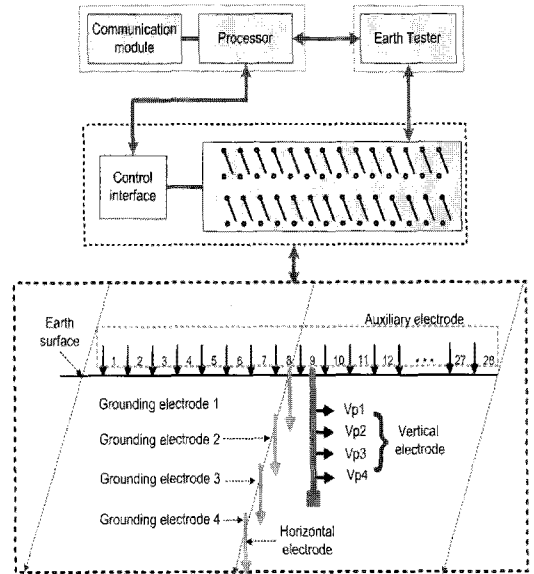 Communication
module
Processor
Earth Tester
Control
interface
Auxiliary electrode
Earth
surface
1 2 3 4 5 6 7 8 9 10 11 12 ••• 27 28
Grounding electrode 1
Grounding electrode 2
Grounding electrode 3
Grounding electrode 4
Vp1
Vp2
Vp3
Vp4
Vertical
electrode
Horizontal
electrode